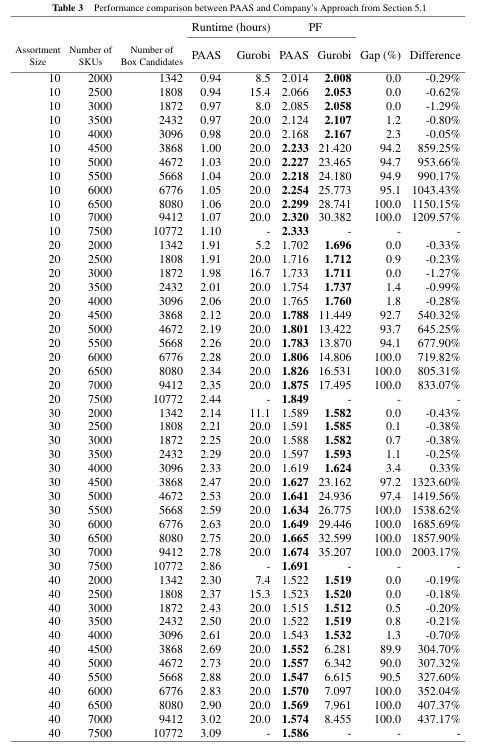 Table 3 Performance comparison between PAAS and Company's Approach from Section 5.1
Runtime (hours) PF
Assortment Size Number of SKUs Number of Box Candidates PAAS Gurobi PAAS Gurobi Gap (%) Difference
10 2000 1342 0.94 8.5 2.014 2.008 0.0 -0.29%
10 2500 1808 0.94 15.4 2.066 2.053 0.0 -0.62%
10 3000 1872 0.97 8.0 2.085 2.058 0.0 -1.29%
10 3500 2432 0.97 20.0 2.124 2.107 1.2 -0.80%
10 4000 3096 0.98 20.0 2.168 2.167 2.3 -0.05%
10 4500 3868 1.00 20.0 2.233 21.420 94.2 859.25%
10 5000 4672 1.03 20.0 2.227 23.465 94.7 953.66%
10 5500 5668 1.04 20.0 2.218 24.180 94.9 990.17%
10 6000 6776 1.05 20.0 2.254 25.773 95.1 1043.43%
10 6500 8080 1.06 20.0 2.299 28.741 100.0 1150.15%
10 7000 9412 1.07 20.0 2.320 30.382 100.0 1209.57%
10 7500 10772 1.10 - 2.333 - - -
20 2000 1342 1.91 5.2 1.702 1.696 0.0 -0.33%
20 2500 1808 1.91 20.0 1.716 1.712 0.9 -0.23%
20 3000 1872 1.98 16.7 1.733 1.711 0.0 -1.27%
20 3500 2432 2.01 20.0 1.754 1.737 1.4 -0.99%
20 4000 3096 2.06 20.0 1.765 1.760 1.8 -0.28%
20 4500 3868 2.12 20.0 1.788 11.449 92.7 540.32%
20 5000 4672 2.19 20.0 1.801 13.422 93.7 645.25%
20 5500 5668 2.26 20.0 1.783 13.870 94.1 677.90%
20 6000 6776 2.28 20.0 1.806 14.806 100.0 719.82%
20 6500 8080 2.34 20.0 1.826 16.531 100.0 805.31%
20 7000 9412 2.35 20.0 1.875 17.495 100.0 833.07%
20 7500 10772 2.44 - 1.849 - - -
30 2000 1342 2.14 11.1 1.589 1.582 0.0 -0.43%
30 2500 1808 2.21 20.0 1.591 1.585 0.1 -0.38%
30 3000 1872 2.25 20.0 1.588 1.582 0.7 -0.38%
30 3500 2432 2.29 20.0 1.597 1.593 1.1 -0.25%
30 4000 3096 2.33 20.0 1.619 1.624 3.4 0.33%
30 4500 3868 2.47 20.0 1.627 23.162 97.2 1323.60%
30 5000 4672 2.53 20.0 1.641 24.936 97.4 1419.56%
30 5500 5668 2.59 20.0 1.634 26.775 100.0 1538.62%
30 6000 6776 2.63 20.0 1.649 29.446 100.0 1685.69%
30 6500 8080 2.75 20.0 1.665 32.599 100.0 1857.90%
30 7000 9412 2.78 20.0 1.674 35.207 100.0 2003.17%
30 7500 10772 2.86 - 1.691 - - -
40 2000 1342 2.30 7.4 1.522 1.519 0.0 -0.19%
40 2500 1808 2.37 15.3 1.523 1.520 0.0 -0.18%
40 3000 1872 2.43 20.0 1.515 1.512 0.5 -0.20%
40 3500 2432 2.50 20.0 1.522 1.519 0.8 -0.21%
40 4000 3096 2.61 20.0 1.543 1.532 1.3 -0.70%
40 4500 3868 2.69 20.0 1.552 6.281 89.9 304.70%
40 5000 4672 2.73 20.0 1.557 6.342 90.0 307.32%
40 5500 5668 2.88 20.0 1.547 6.615 90.5 327.60%
40 6000 6776 2.83 20.0 1.570 7.097 100.0 352.04%
40 6500 8080 2.90 20.0 1.569 7.961 100.0 407.37%
40 7000 9412 3.02 20.0 1.574 8.455 100.0 437.17%
40 7500 10772 3.09 - 1.586 - - -